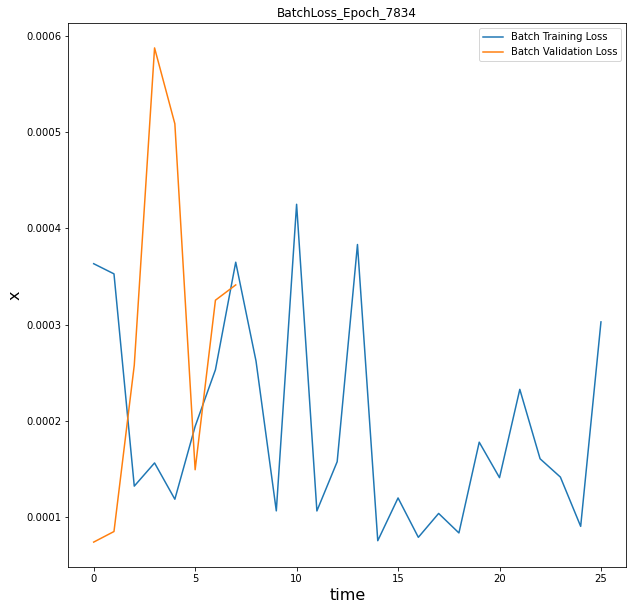 BatchLoss_Epoch_7834
Batch Training Loss
Batch Validation Loss
0.0006
0.0005
0.0004
0.0003
0.0002
0.0001
x
0 5 10 15 20 25
time